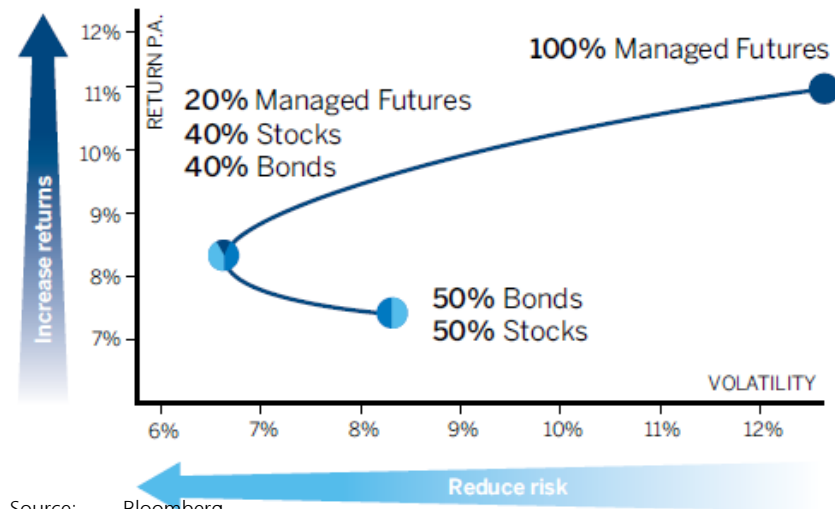 12%
11%
10%
9%
8%
7%
RETURN P.A.
Increase returns
100% Managed Futures
20% Managed Futures
40% Stocks
40% Bonds
50% Bonds
50% Stocks
VOLATILITY
6% 7% 8% 9% 10% 11% 12%
Reduce risk
Source: Bloomberg